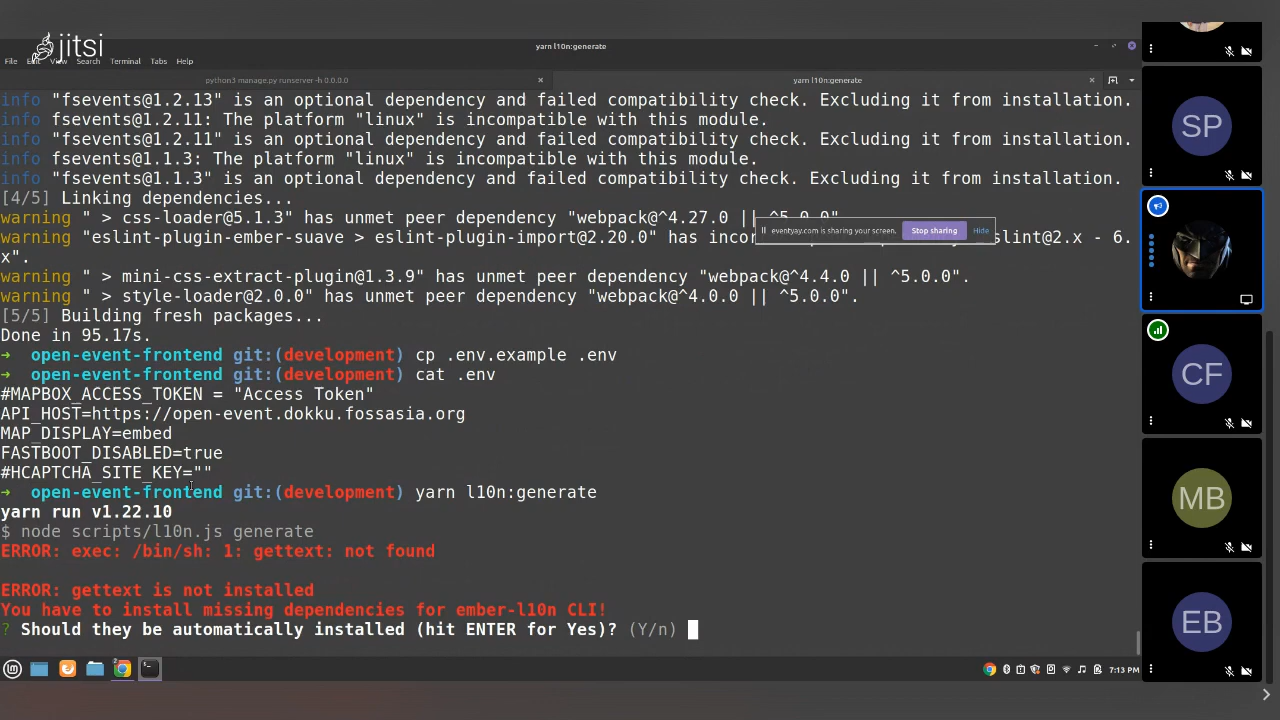 jitsi
yarn l10n:generate
File Edit View Search Terminal Tabs Help
python3 manage.py runserver -h 0.0.0.0
yarn l10n:generate
info "fsevents@1.2.13" is an optional dependency and failed compatibility check. Excluding it from installation.
info fsevents@1.2.11: The platform "linux" is incompatible with this module.
info "fsevents@1.2.11" is an optional dependency and failed compatibility check. Excluding it from installation.
info fsevents@1.1.3: The platform "linux" is incompatible with this module.
info "fsevents@1.1.3" is an optional dependency and failed compatibility check. Excluding it from installation.
[4/5] Linking dependencies...
warning " > css-loader@5.1.3" has unmet peer dependency "webpack@^4.27.0 || ^5.0.0".
eventyay.com is sharing your screen. Stop sharing Hide
warning "eslint-plugin-ember-suave > eslint-plugin-import@2.20.0" has incor slint@2.x - 6.
x".
warning " > mini-css-extract-plugin@1.3.9" has unmet peer dependency "webpack@^4.4.0 || ^5.0.0".
warning " > style-loader@2.0.0" has unmet peer dependency "webpack@^4.0.0 || ^5.0.0".
[5/5] Building fresh packages...
Done in 95.17s.
➜ open-event-frontend git:(development) cp .env.example .env
➜ open-event-frontend git:(development) cat .env
#MAPBOX_ACCESS_TOKEN = "Access Token"
API_HOST=https://open-event.dokku.fossasia.org
MAP_DISPLAY=embed
FASTBOOT_DISABLED=true
#HCAPTCHA_SITE_KEY=""
➜ open-event-frontend git:(development) yarn l10n:generate
yarn run v1.22.10
$ node scripts/l10n.js generate
ERROR: exec: /bin/sh: 1: gettext: not found
ERROR: gettext is not installed
You have to install missing dependencies for ember-l10n CLI!
? Should they be automatically installed (hit ENTER for Yes)? (Y/n)
7:13 PM
SP
CF
MB
EB